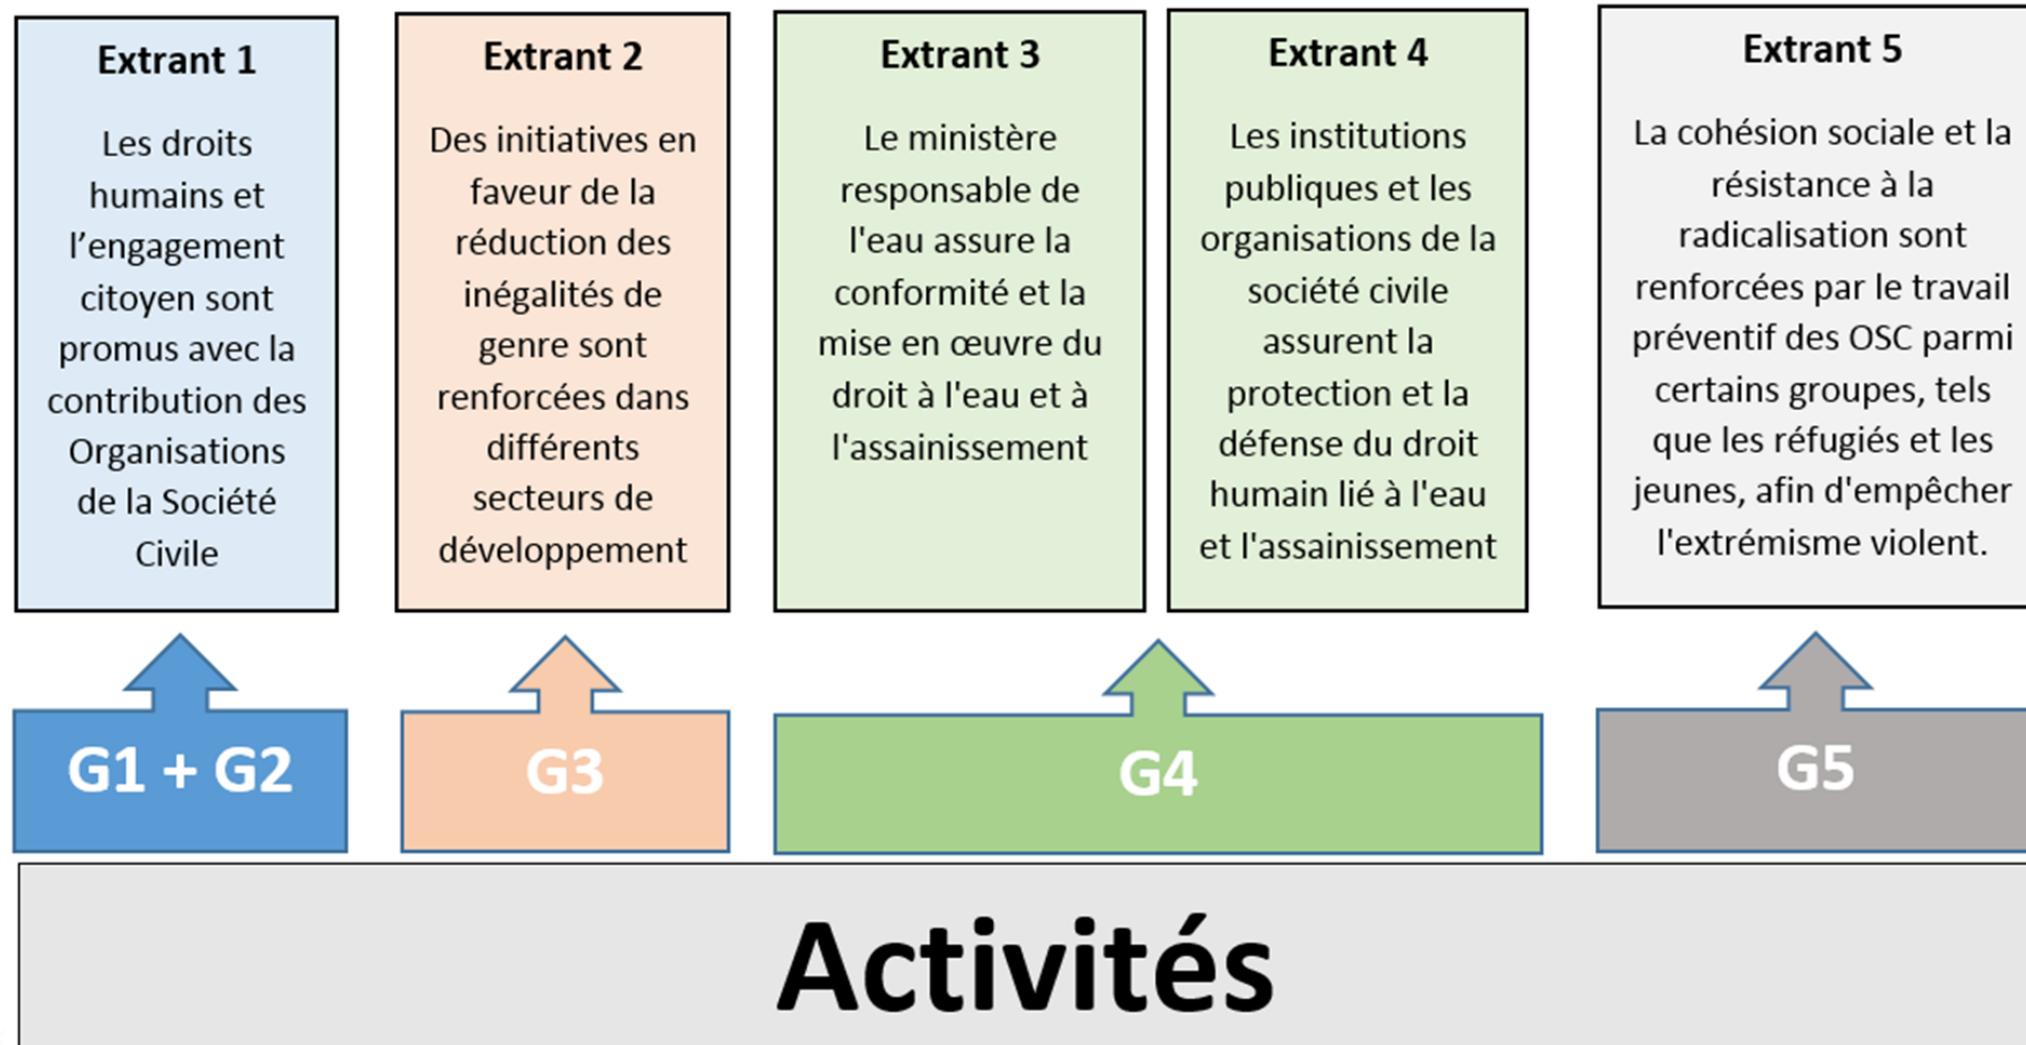 Extrant 1
Les droits
humains et
l’engagement
citoyen sont
promus avec la
contribution des
Organisations
de la Société
Civile
Extrant 2
Des initiatives en
faveur de la
réduction des
inégalités de
genre sont
renforcées dans
différents
secteurs de
développement
Extrant 3
Le ministère
responsable de
l'eau assure la
conformité et la
mise en œuvre du
droit à l'eau et à
l'assainissement
Extrant 4
Les institutions
publiques et les
organisations de la
société civile
assurent la
protection et la
défense du droit
humain lié à l'eau
et l'assainissement
Extrant 5
La cohésion sociale et la
résistance à la
radicalisation sont
renforcées par le travail
préventif des OSC parmi
certains groupes, tels
que les réfugiés et les
jeunes, afin d'empêcher
l'extrémisme violent.
G1 + G2
G3
G4
G5
Activités